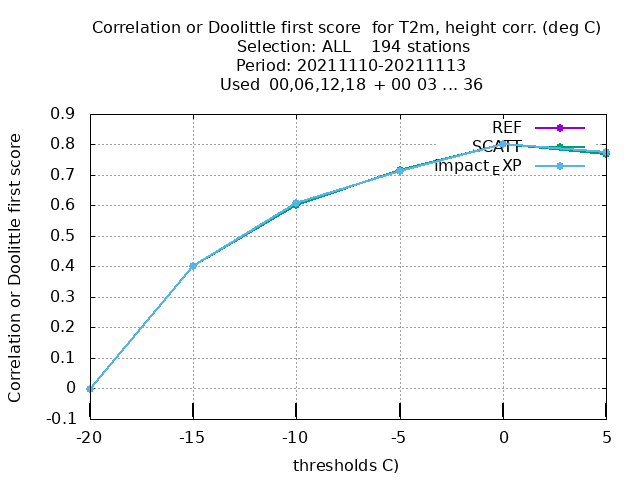 Correlation or Doolittle first score  for T2m, height corr. (deg C)
Selection: ALL    194 stations
Period: 20211110-20211113
Used  00,06,12,18  + 00 03 ... 36
Correlation or Doolittle first score
0.9
0.8
0.7
0.6
0.5
0.4
0.3
0.2
0.1
0
-0.1
REF
SCATT
impact_EXP
-20
-15
-10
-5
0
5
thresholds C)